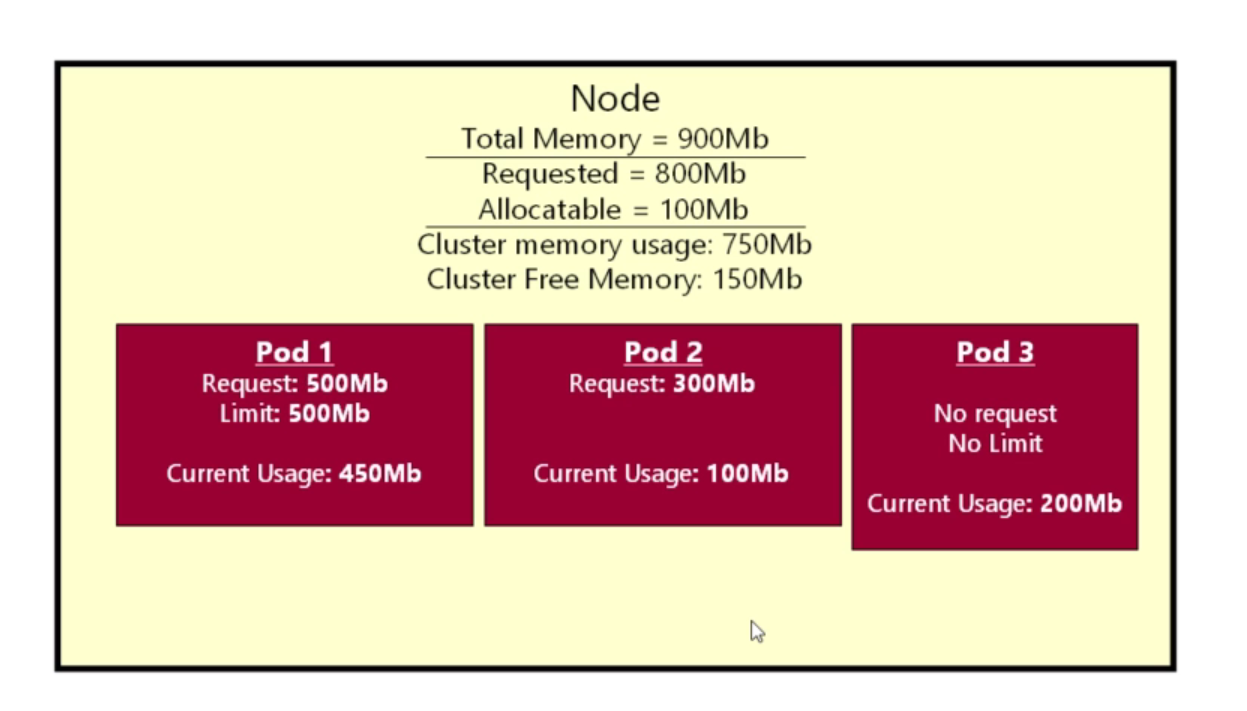 Node
Total Memory = 900Mb
Requested = 800Mb
Allocatable = 100Mb
Cluster memory usage: 750Mb
Cluster Free Memory: 150Mb
Pod 1
Request: 500Mb
Limit: 500Mb
Current Usage: 450Mb
Pod 2
Request: 300Mb
Current Usage: 100Mb
Pod 3
No request
No Limit
Current Usage: 200Mb